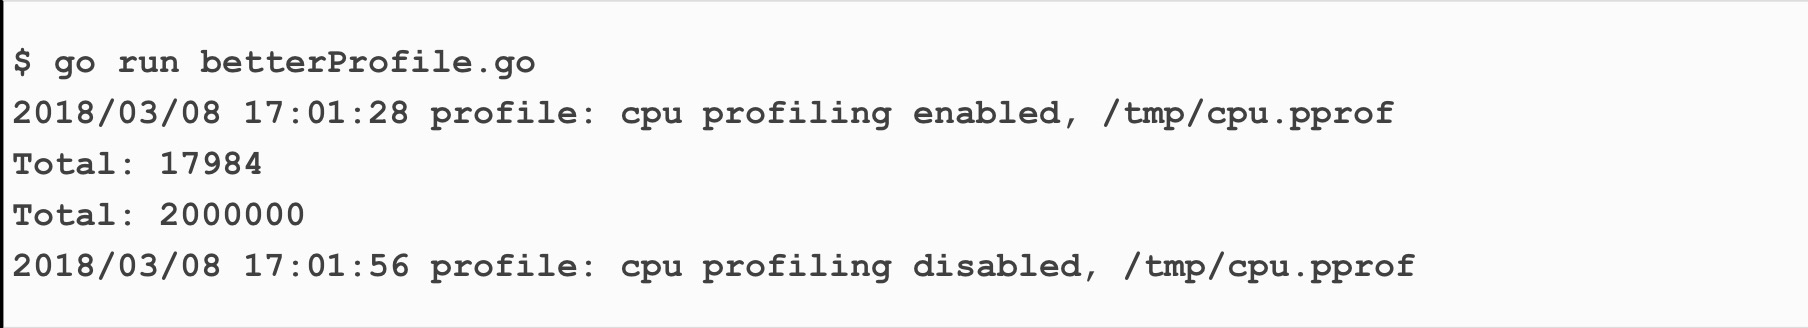 $ go run betterProfile.go
2018/03/08 17:01:28 profile: cpu profiling enabled, /tmp/cpu.pprof
Total: 17984
Total: 2000000
2018/03/08 17:01:56 profile: cpu profiling disabled, /tmp/cpu.pprof